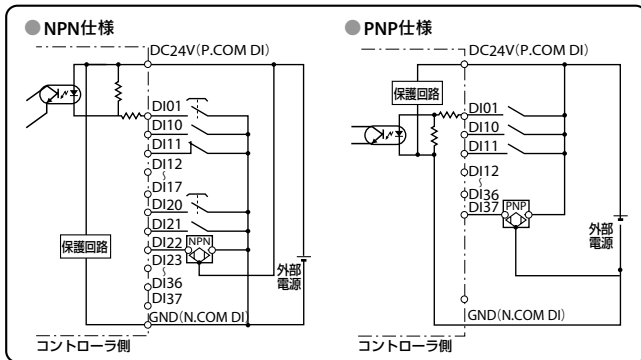 ● NPN仕様
DC24V(P.COM DI)
DI01
DI10
DI11
DI12
~
DI17
DI20
DI21
DI22
NPN
DI23
~
DI36
DI37
GND(N.COM DI)
保護回路
外部
電源
コントローラ側
● PNP仕様
DC24V(P.COM DI)
保護回路
DI01
DI10
DI11
DI12
~
DI36
DI37
PNP
外部
電源
GND(N.COM DI)
コントローラ側